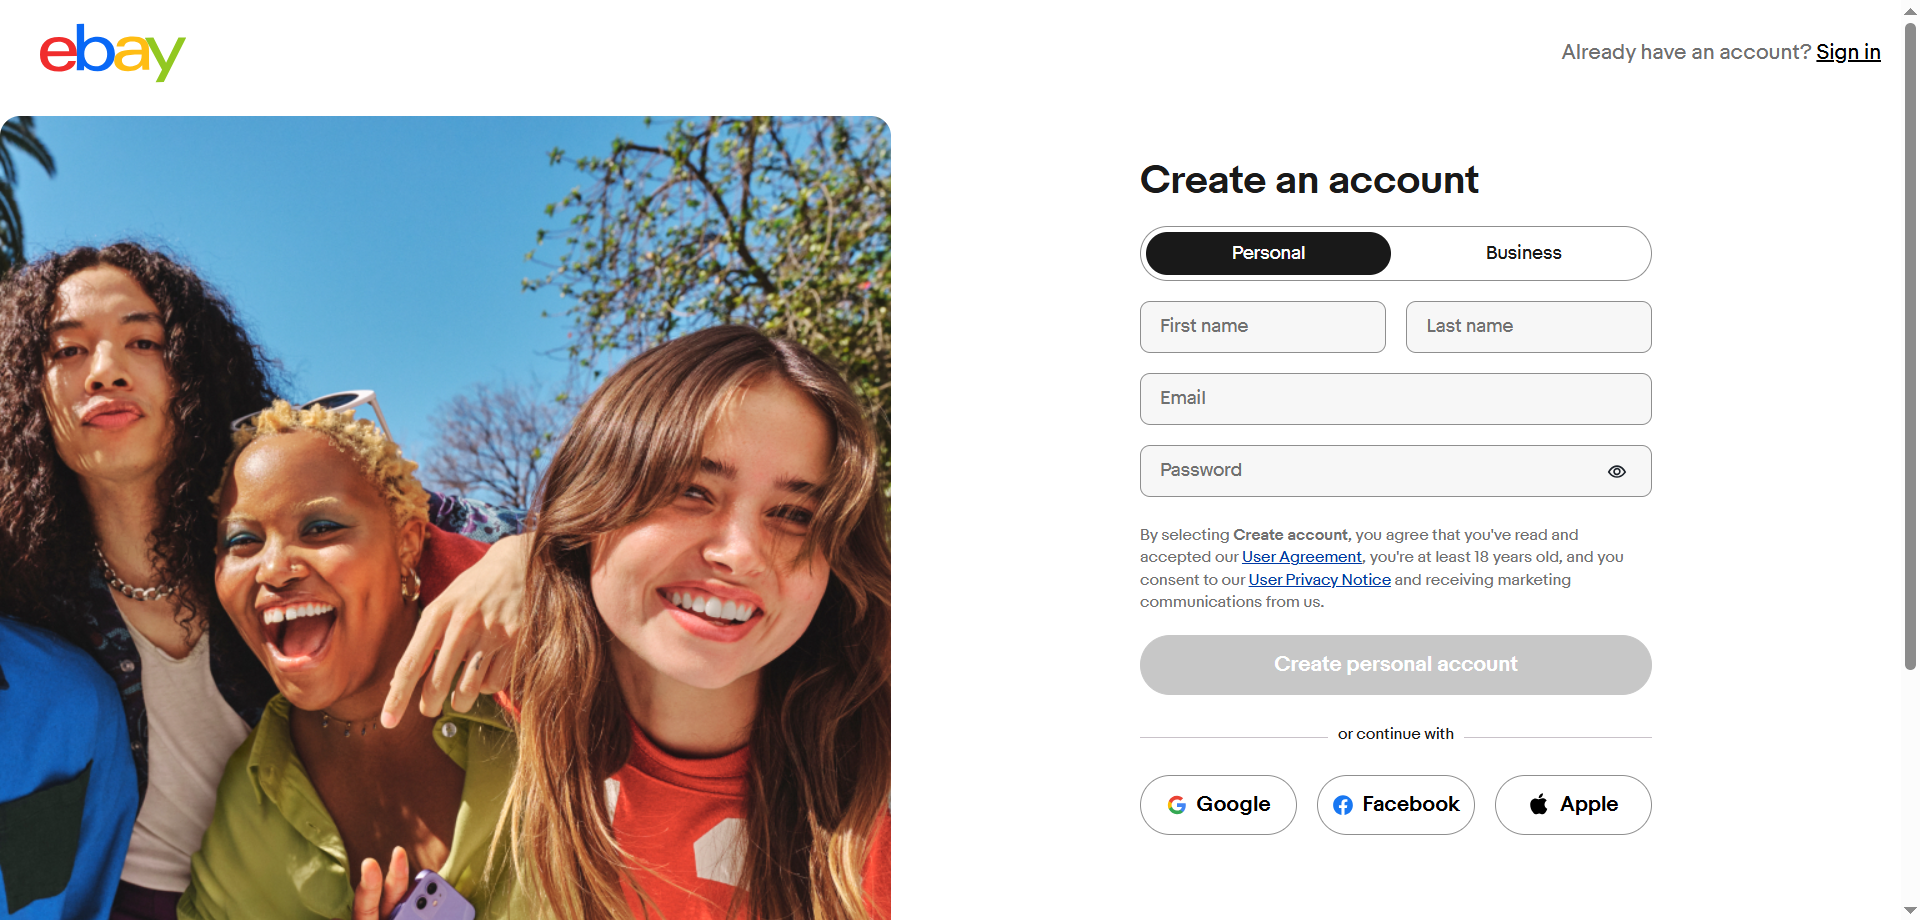 ebay
Already have an account? Sign in
Create an account
Personal
Business
First name
Last name
Email
Password
By selecting Create account, you agree that you've read and
accepted our User Agreement, you're at least 18 years old, and you
consent to our User Privacy Notice and receiving marketing
communications from us.
Create personal account
or continue with
Google
Facebook
Apple